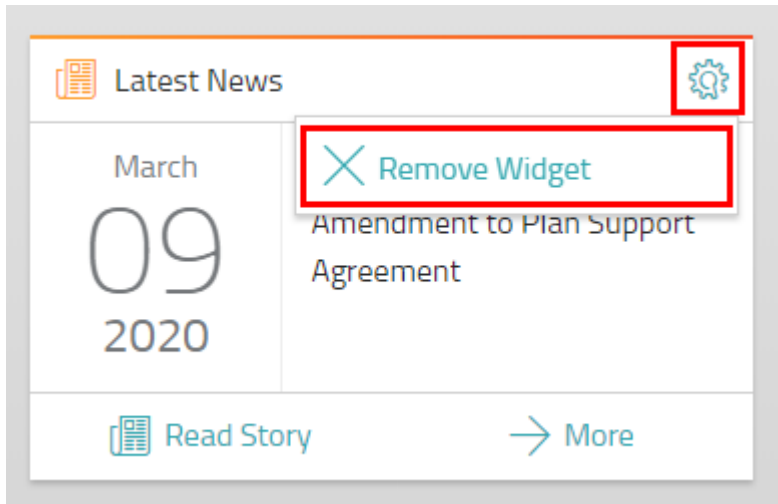 Latest News
Remove Widget
March
09
2020
Amendment to Plan Support
Agreement
Read Story
More